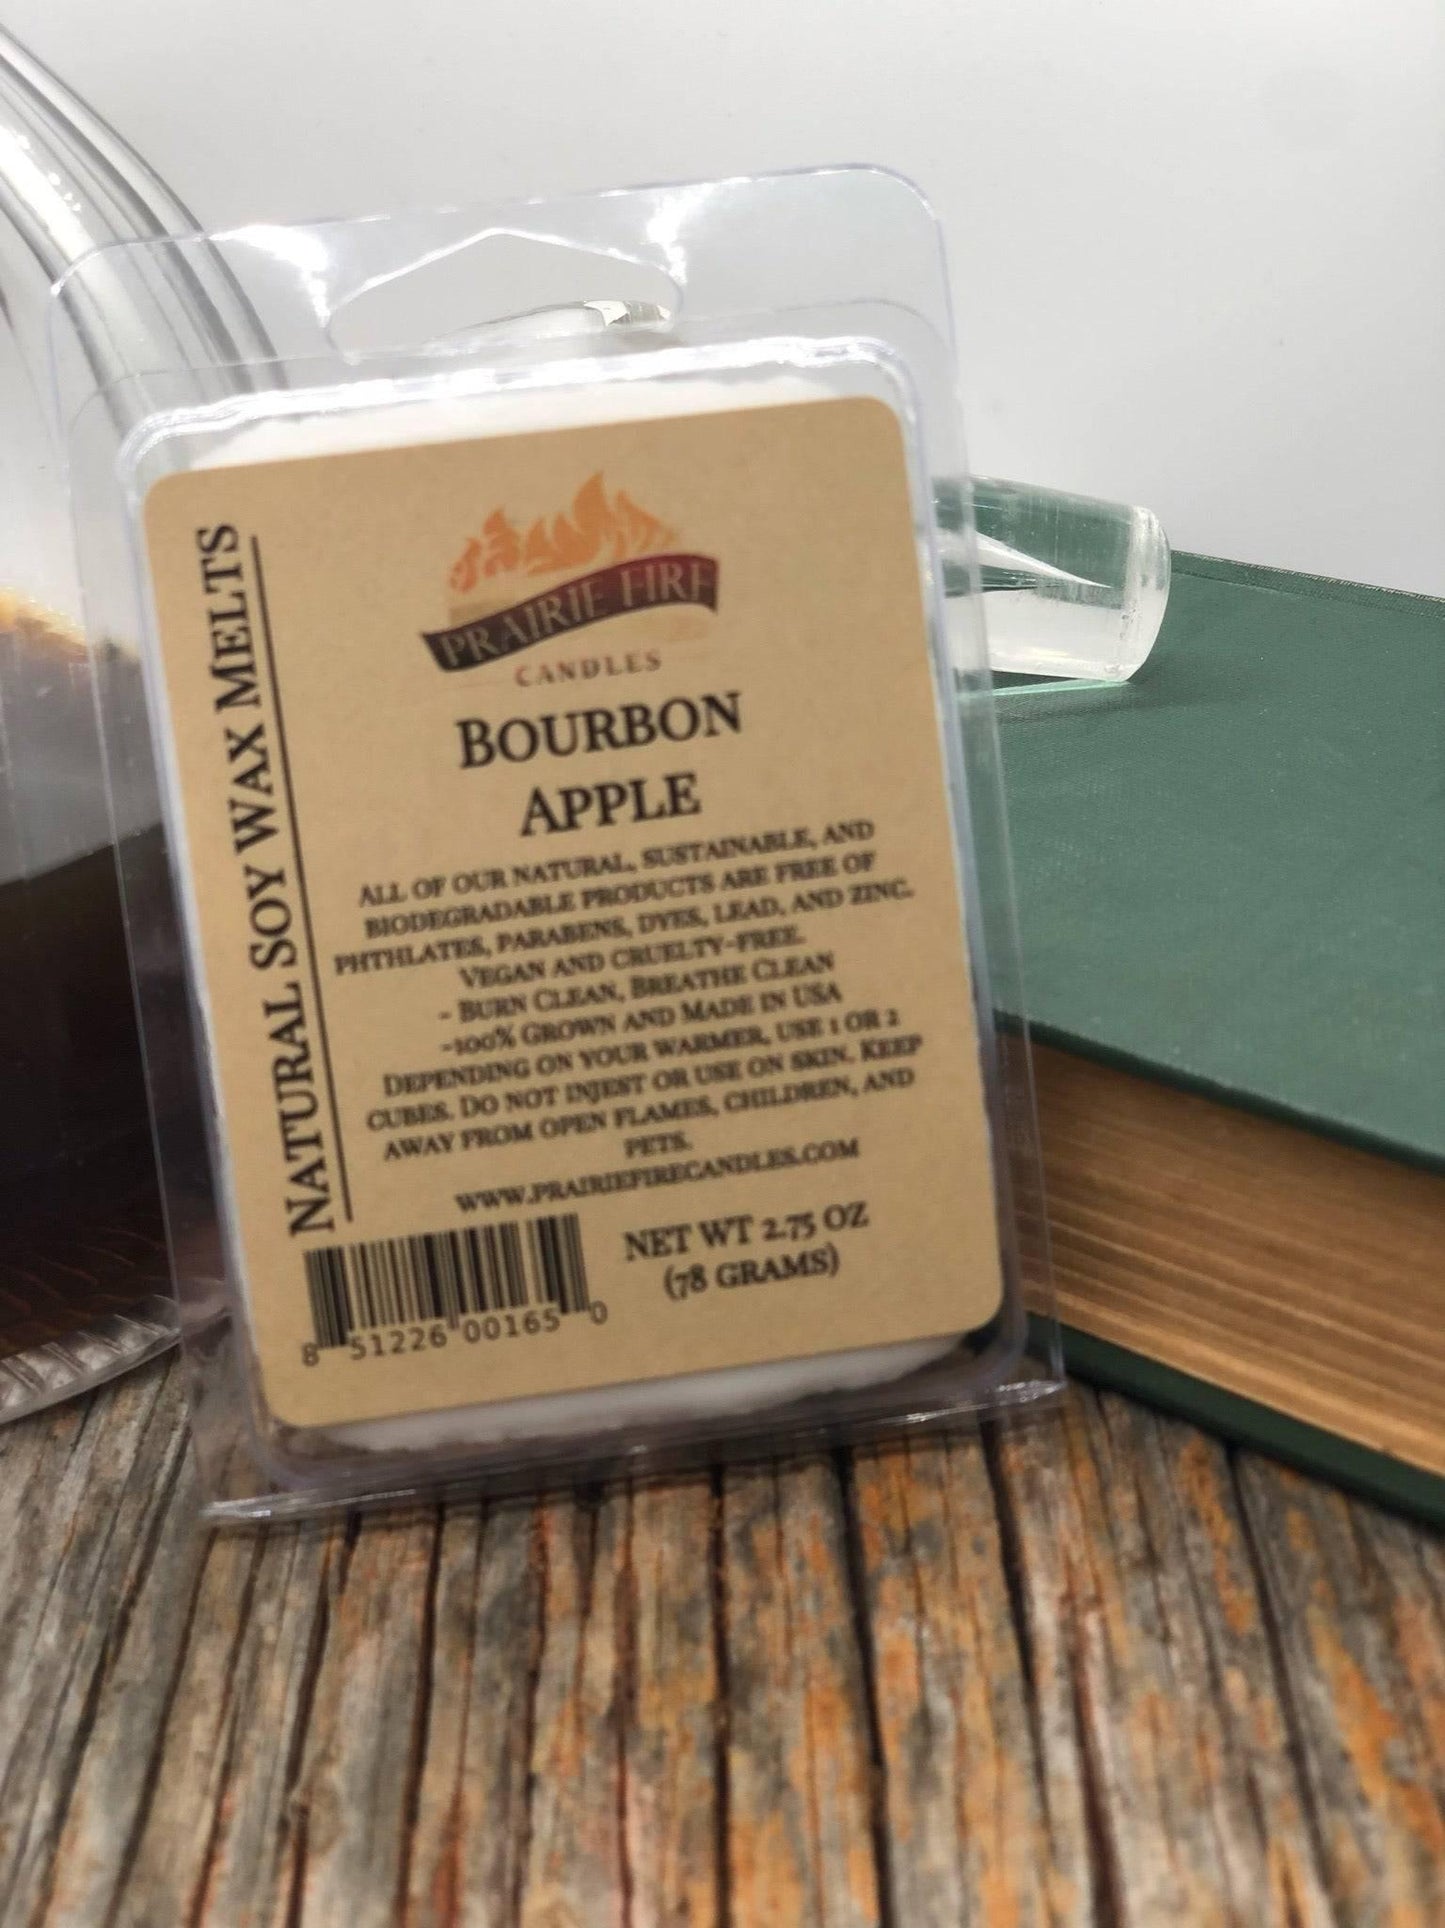 NATURAL SOY WAX MELTS
PRAIRIE FIRE
CANDLES
BOURBON
APPLE
ALL OF OUR NATURAL, SUSTAINABLE, AND
BIODEGRADABLE PRODUCTS ARE FREE OF
PHTHLATES, PARABENS, DYES, LEAD, AND ZINC.
VEGAN AND CRUELTY-FREE.
- BURN CLEAN, BREATHE CLEAN
-100% GROWN AND MADE IN USA
DEPENDING ON YOUR WARMER, USE 1 OR 2
CUBES. DO NOT INJEST OR USE ON SKIN. KEEP
AWAY FROM OPEN FLAMES, CHILDREN, AND
PETS.
WWW.PRAIRIEFIRECANDLES.COM
NET WT 2.75 OZ
(78 GRAMS)
8 51226 00165 0